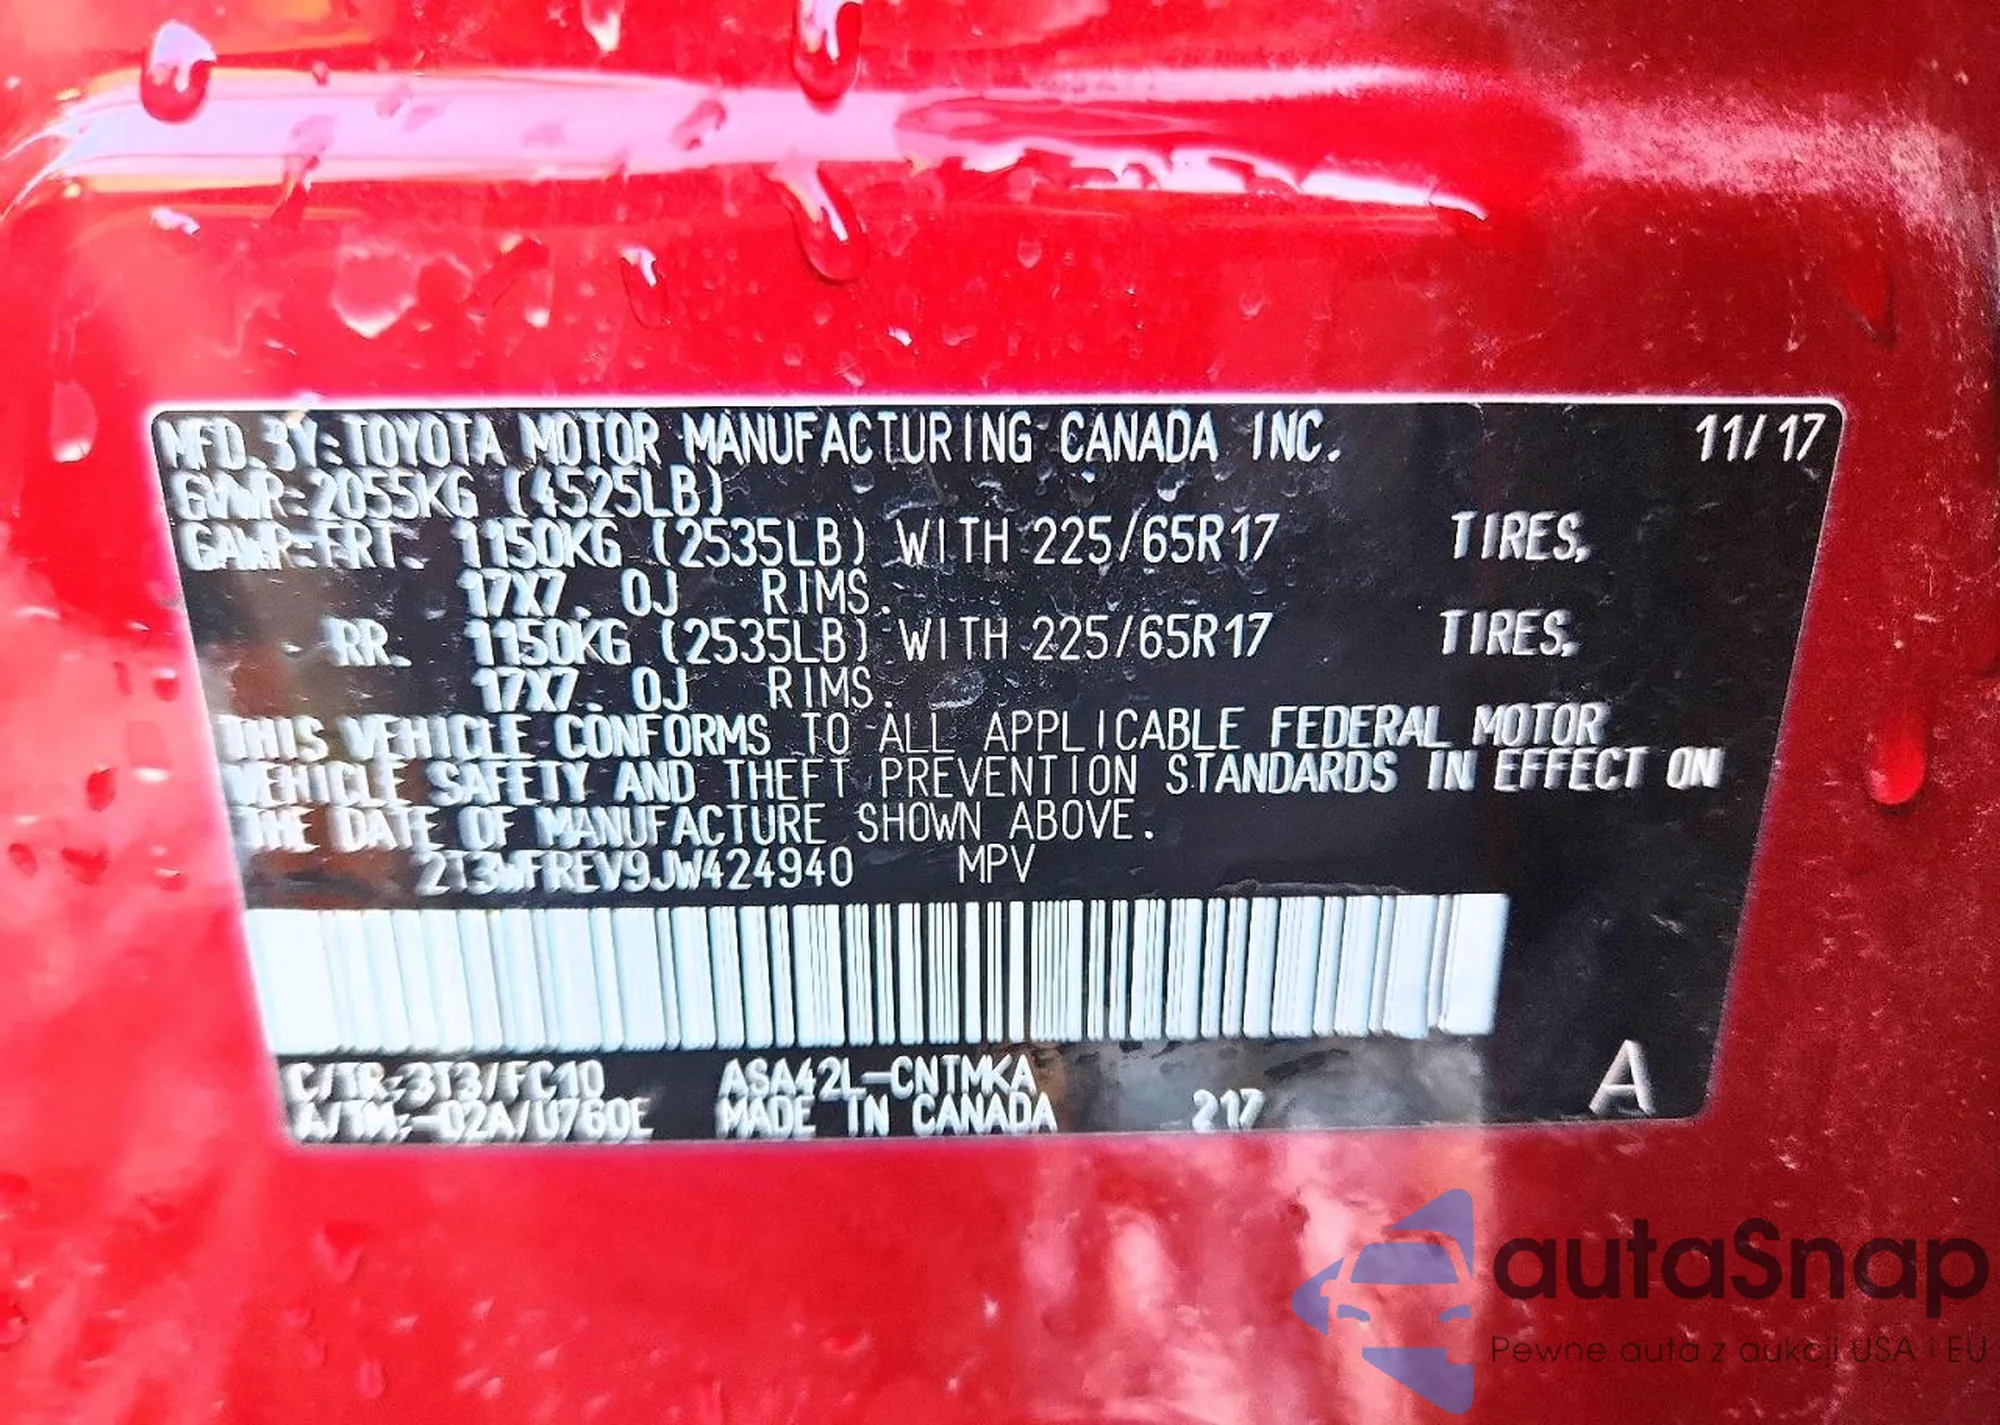 MFD. BY: TOYOTA MOTOR MANUFACTURING CANADA INC. 11/17
GVWR: 2055KG (4525LB)
GAWR: FRT. 1150KG (2535LB) WITH 225/65R17 TIRES,
17X7.0J RIMS.
RR. 1150KG (2535LB) WITH 225/65R17 TIRES,
17X7.0J RIMS.
THIS VEHICLE CONFORMS TO ALL APPLICABLE FEDERAL MOTOR
VEHICLE SAFETY AND THEFT PREVENTION STANDARDS IN EFFECT ON
THE DATE OF MANUFACTURE SHOWN ABOVE.
2T3WFREV9JW424940 MPV
C/TR: 3T3/FC10 ASA42L-CNTMKA
A/TM: -02A/U760E MADE IN CANADA 217 A
autaSnap
Pewne auta z aukcji USA i EU